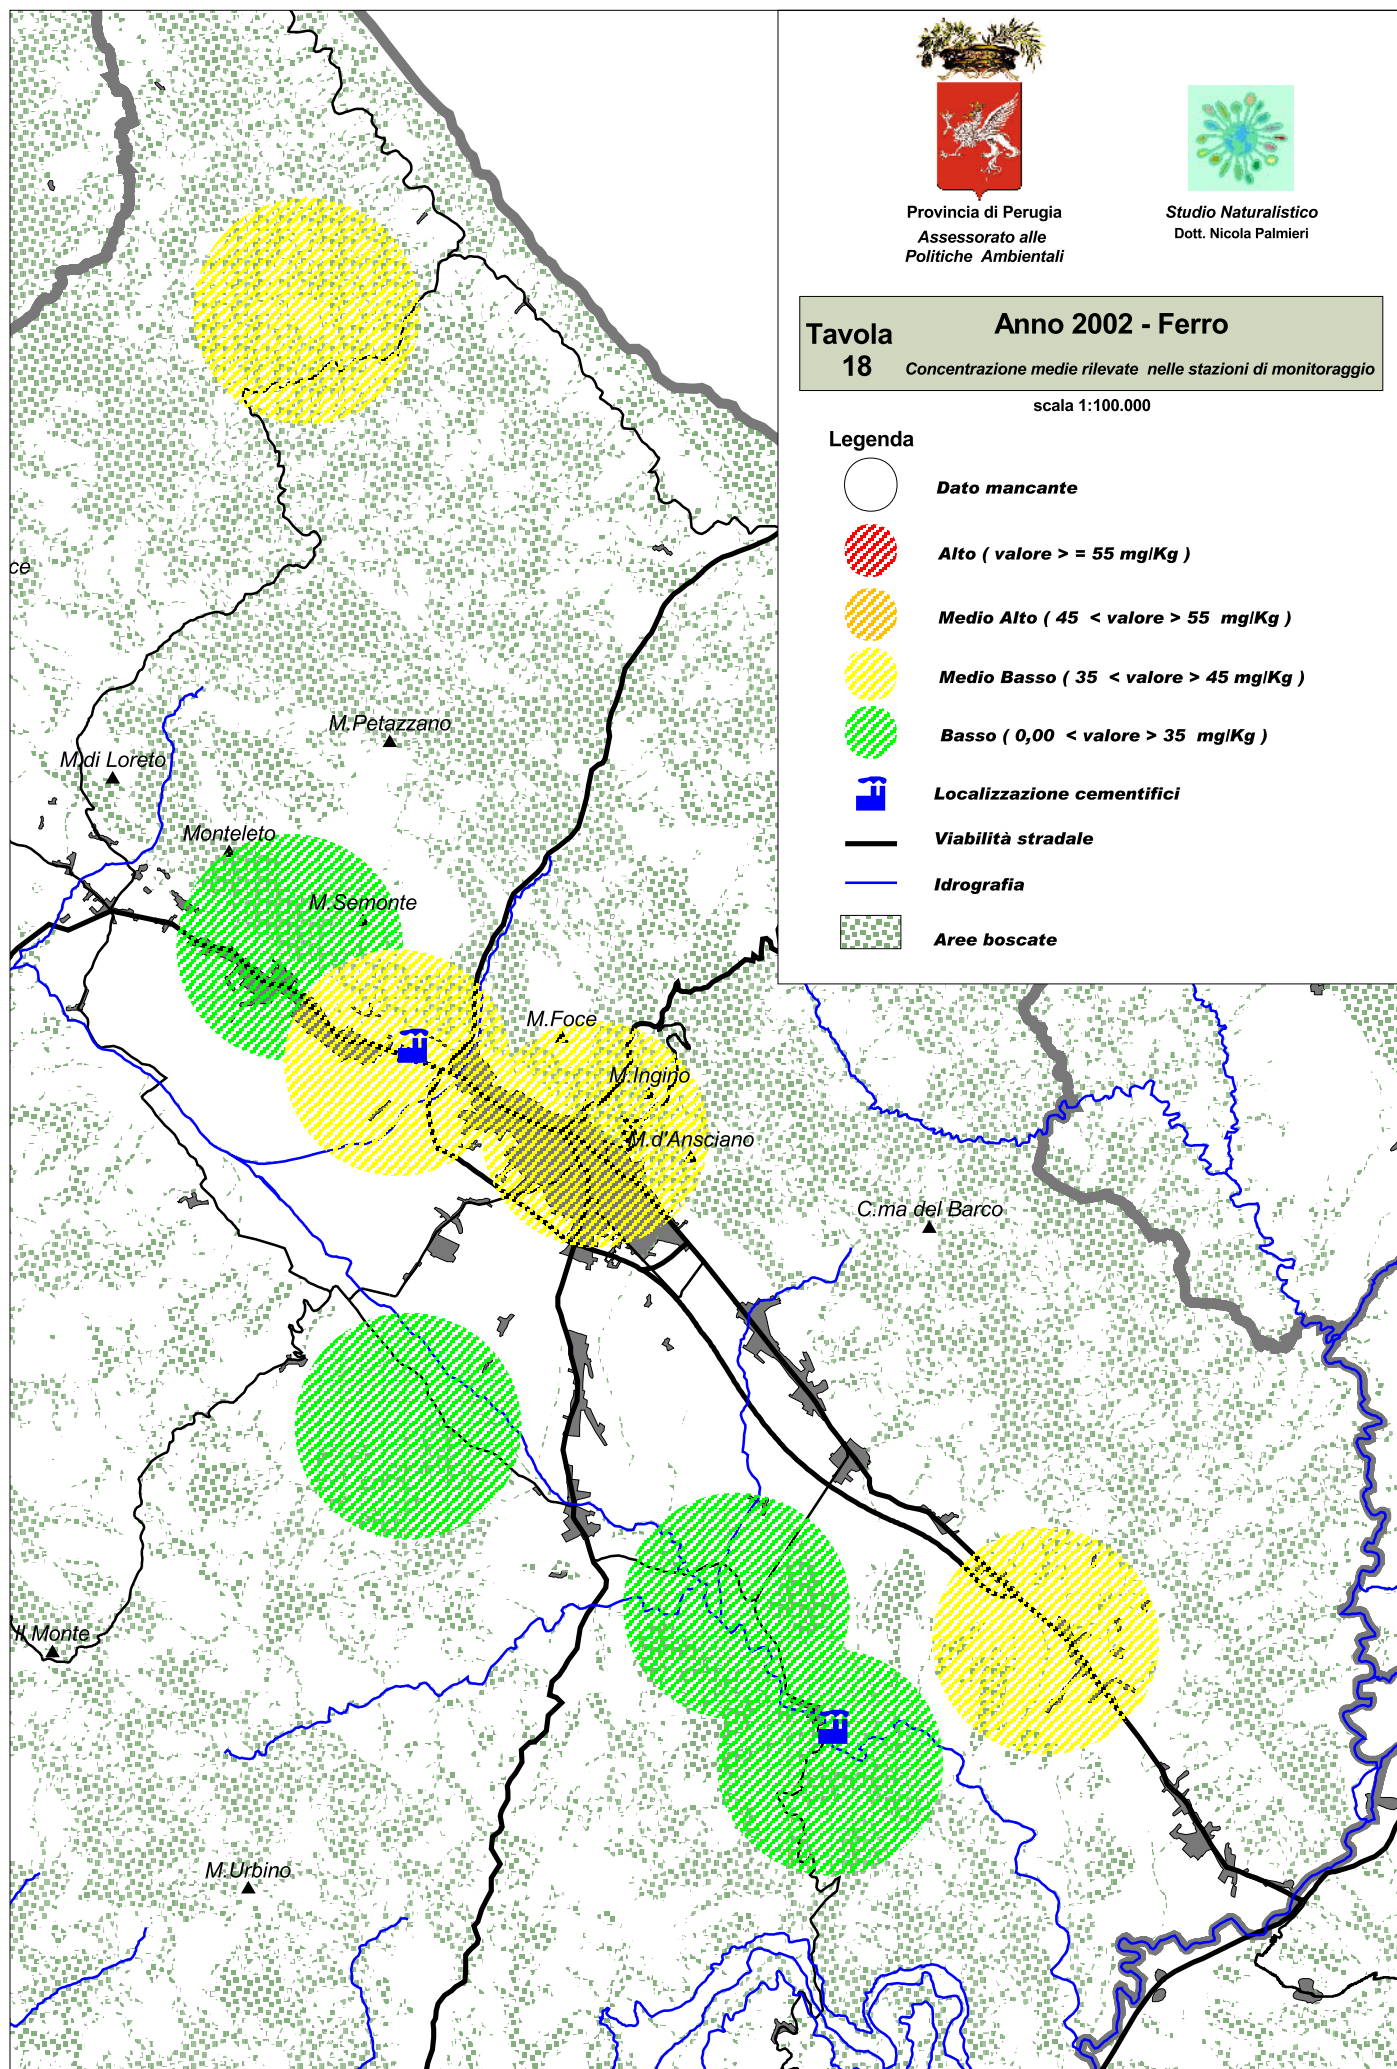 Provincia di Perugia
Assessorato alle
Politiche Ambientali
Studio Naturalistico
Dott. Nicola Palmieri
Tavola
18
Anno 2002 - Ferro
Concentrazione medie rilevate nelle stazioni di monitoraggio
scala 1:100.000
Legenda
Dato mancante
Alto ( valore > = 55 mg/Kg )
Medio Alto ( 45 < valore > 55 mg/Kg )
Medio Basso ( 35 < valore > 45 mg/Kg )
Basso ( 0,00 < valore > 35 mg/Kg )
Localizzazione cementifici
Viabilità stradale
Idrografia
Aree boscate
ce
M.Petazzano
M.di Loreto
Monteleto
M.Semonte
M.Foce
M.Ingino
M.d'Ansciano
C.ma del Barco
Il Monte
M.Urbino